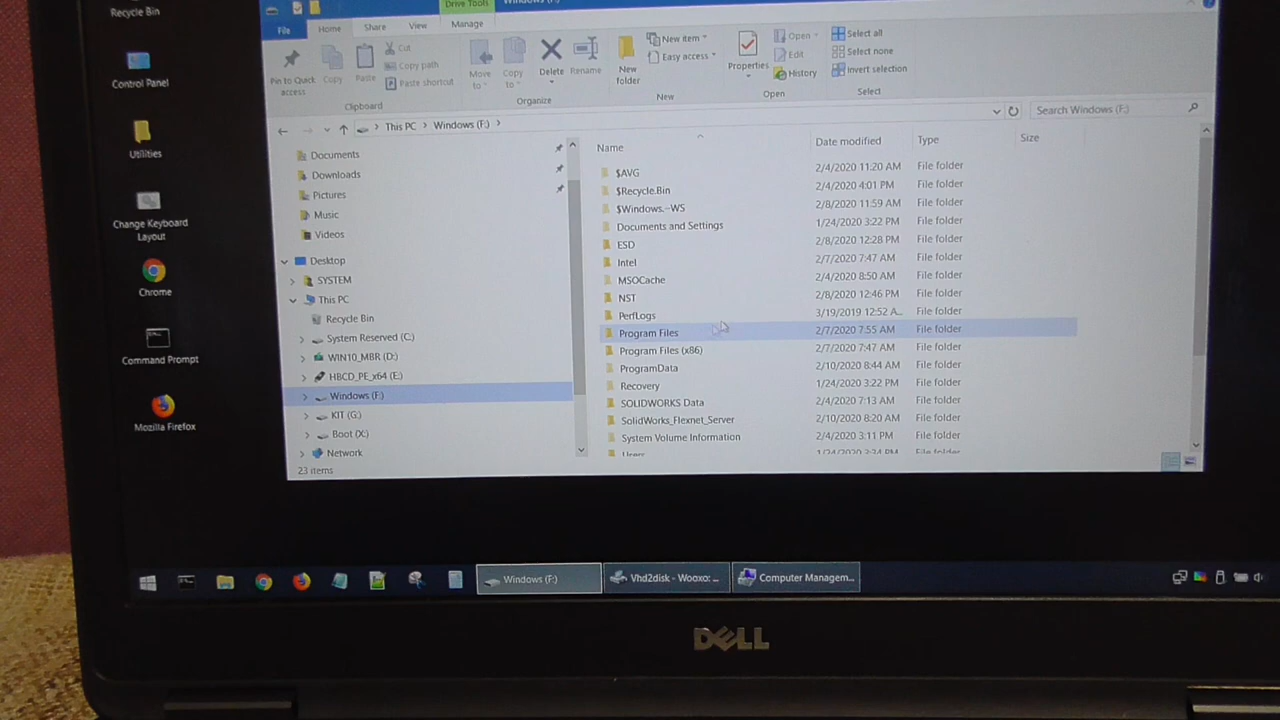 Recycle Bin
Control Panel
Utilities
Change Keyboard
Layout
Chrome
Command Prompt
Mozilla Firefox
Drive Tools
Windows (F:)
File
Home
Share
View
Manage
Pin to Quick
access
Copy
Paste
Cut
Copy path
Paste shortcut
Clipboard
Move
to
Copy
to
Delete
Rename
Organize
New
folder
New item
Easy access
New
Properties
Open
Edit
History
Open
Select all
Select none
Invert selection
Select
This PC
Windows (F:)
Search Windows (F:)
Documents
Downloads
Pictures
Music
Videos
Desktop
SYSTEM
This PC
Recycle Bin
System Reserved (C:)
WIN10_MBR (D:)
HBCD_PE_x64 (E:)
Windows (F:)
KIT (G:)
Boot (X:)
Network
23 items
Name Date modified Type Size
$AVG 2/4/2020 11:20 AM File folder
$Recycle.Bin 2/4/2020 4:01 PM File folder
$Windows.~WS 2/8/2020 11:59 AM File folder
Documents and Settings 1/24/2020 3:22 PM File folder
ESD 2/8/2020 12:28 PM File folder
Intel 2/7/2020 7:47 AM File folder
MSOCache 2/4/2020 8:50 AM File folder
NST 2/8/2020 12:46 PM File folder
PerfLogs 3/19/2019 12:52 A... File folder
Program Files 2/7/2020 7:55 AM File folder
Program Files (x86) 2/7/2020 7:47 AM File folder
ProgramData 2/10/2020 8:44 AM File folder
Recovery 1/24/2020 3:22 PM File folder
SOLIDWORKS Data 2/4/2020 7:13 AM File folder
SolidWorks_Flexnet_Server 2/10/2020 8:20 AM File folder
System Volume Information 2/4/2020 3:11 PM File folder
Users 1/24/2020 3:34 PM File folder
Windows (F:)
Vhd2disk - Wooxo: ...
Computer Managem...
DELL